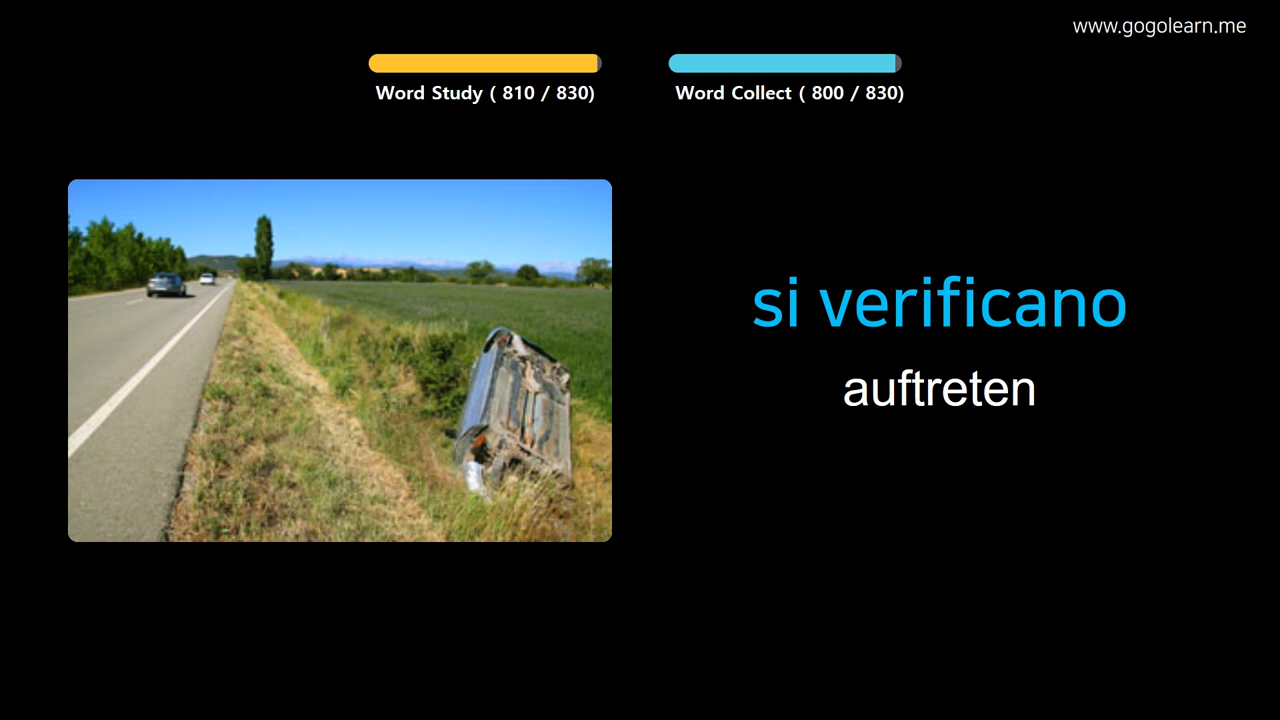 www.gogolearn.me
Word Study ( 810 / 830)
Word Collect ( 800 / 830)
si verificano
auftreten